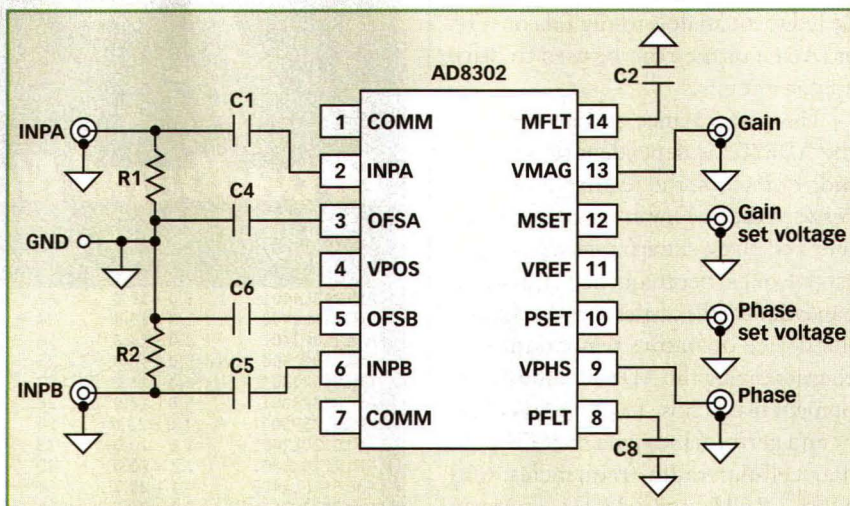 AD8302
C1
C2
INPA
1 COMM MFLT 14
Gain
R1
2 INPA VMAG 13
C4
3 OFSA MSET 12
Gain
set voltage
GND
4 VPOS VREF 11
C6
5 OFSB PSET 10
Phase
set voltage
R2
C5
6 INPB VPHS 9
INPB
7 COMM PFLT 8
Phase
C8